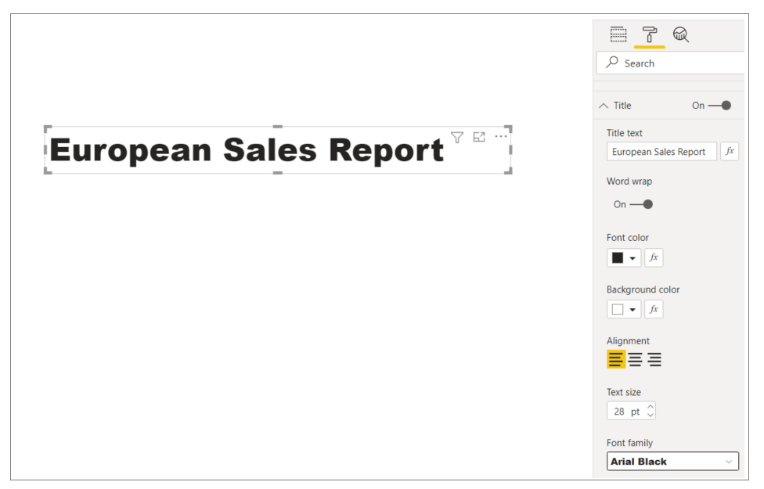 European Sales Report
Search
Title On
Title text
European Sales Report fx
Word wrap
On
Font color
fx
Background color
fx
Alignment
Text size
28 pt
Font family
Arial Black